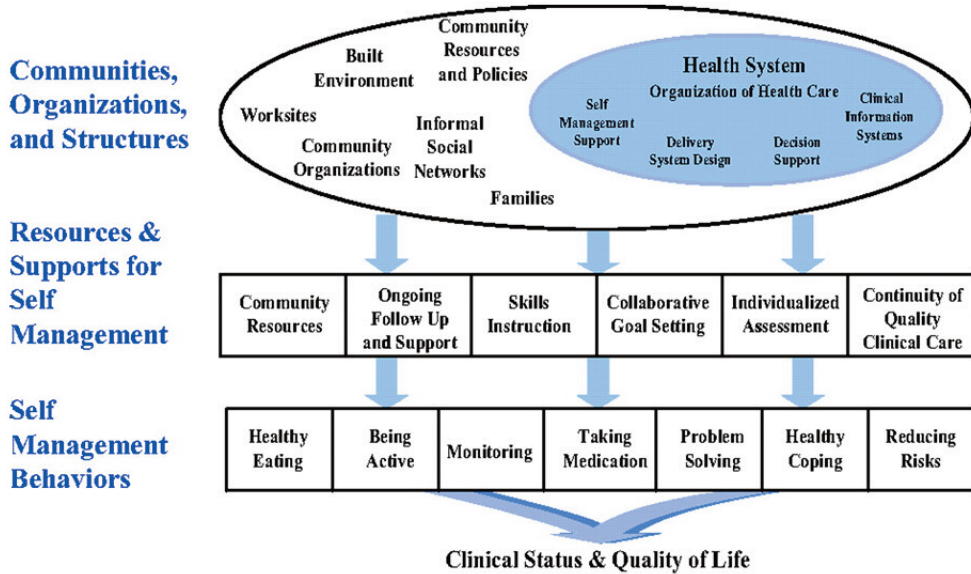 Communities,
Organizations,
and Structures
Community
Resources
and Policies
Built
Environment
Worksites
Informal
Social
Networks
Community
Organizations
Families
Health System
Organization of Health Care
Self
Management
Support
Delivery
System Design
Decision
Support
Clinical
Information
Systems
Resources &
Supports for
Self
Management
Community
Resources
Ongoing
Follow Up
and Support
Skills
Instruction
Collaborative
Goal Setting
Individualized
Assessment
Continuity of
Quality
Clinical Care
Self
Management
Behaviors
Healthy
Eating
Being
Active
Monitoring
Taking
Medication
Problem
Solving
Healthy
Coping
Reducing
Risks
Clinical Status & Quality of Life